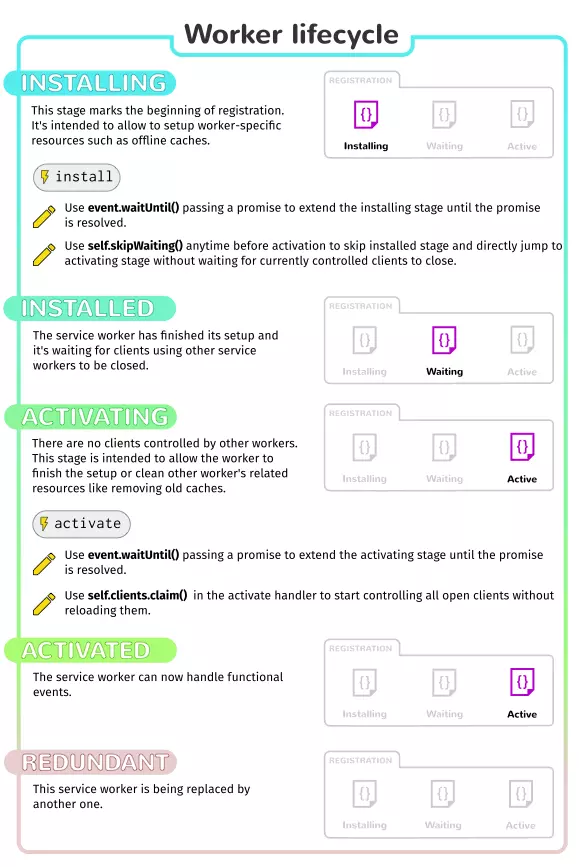 Worker lifecycle
INSTALLING
This stage marks the beginning of registration.
It's intended to allow to setup worker-specific
resources such as offline caches.
REGISTRATION
{}
{}
{}
Installing
Waiting
Active
install
Use event.waitUntil() passing a promise to extend the installing stage until the promise
is resolved.
Use self.skipWaiting() anytime before activation to skip installed stage and directly jump to
activating stage without waiting for currently controlled clients to close.
INSTALLED
The service worker has finished its setup and
it's waiting for clients using other service
workers to be closed.
REGISTRATION
{}
{}
{}
Installing
Waiting
Active
ACTIVATING
There are no clients controlled by other workers.
This stage is intended to allow the worker to
finish the setup or clean other worker's related
resources like removing old caches.
REGISTRATION
{}
{}
{}
Installing
Waiting
Active
activate
Use event.waitUntil() passing a promise to extend the activating stage until the promise
is resolved.
Use self.clients.claim() in the activate handler to start controlling all open clients without
reloading them.
ACTIVATED
The service worker can now handle functional
events.
REGISTRATION
{}
{}
{}
Installing
Waiting
Active
REDUNDANT
This service worker is being replaced by
another one.
REGISTRATION
{}
{}
{}
Installing
Waiting
Active